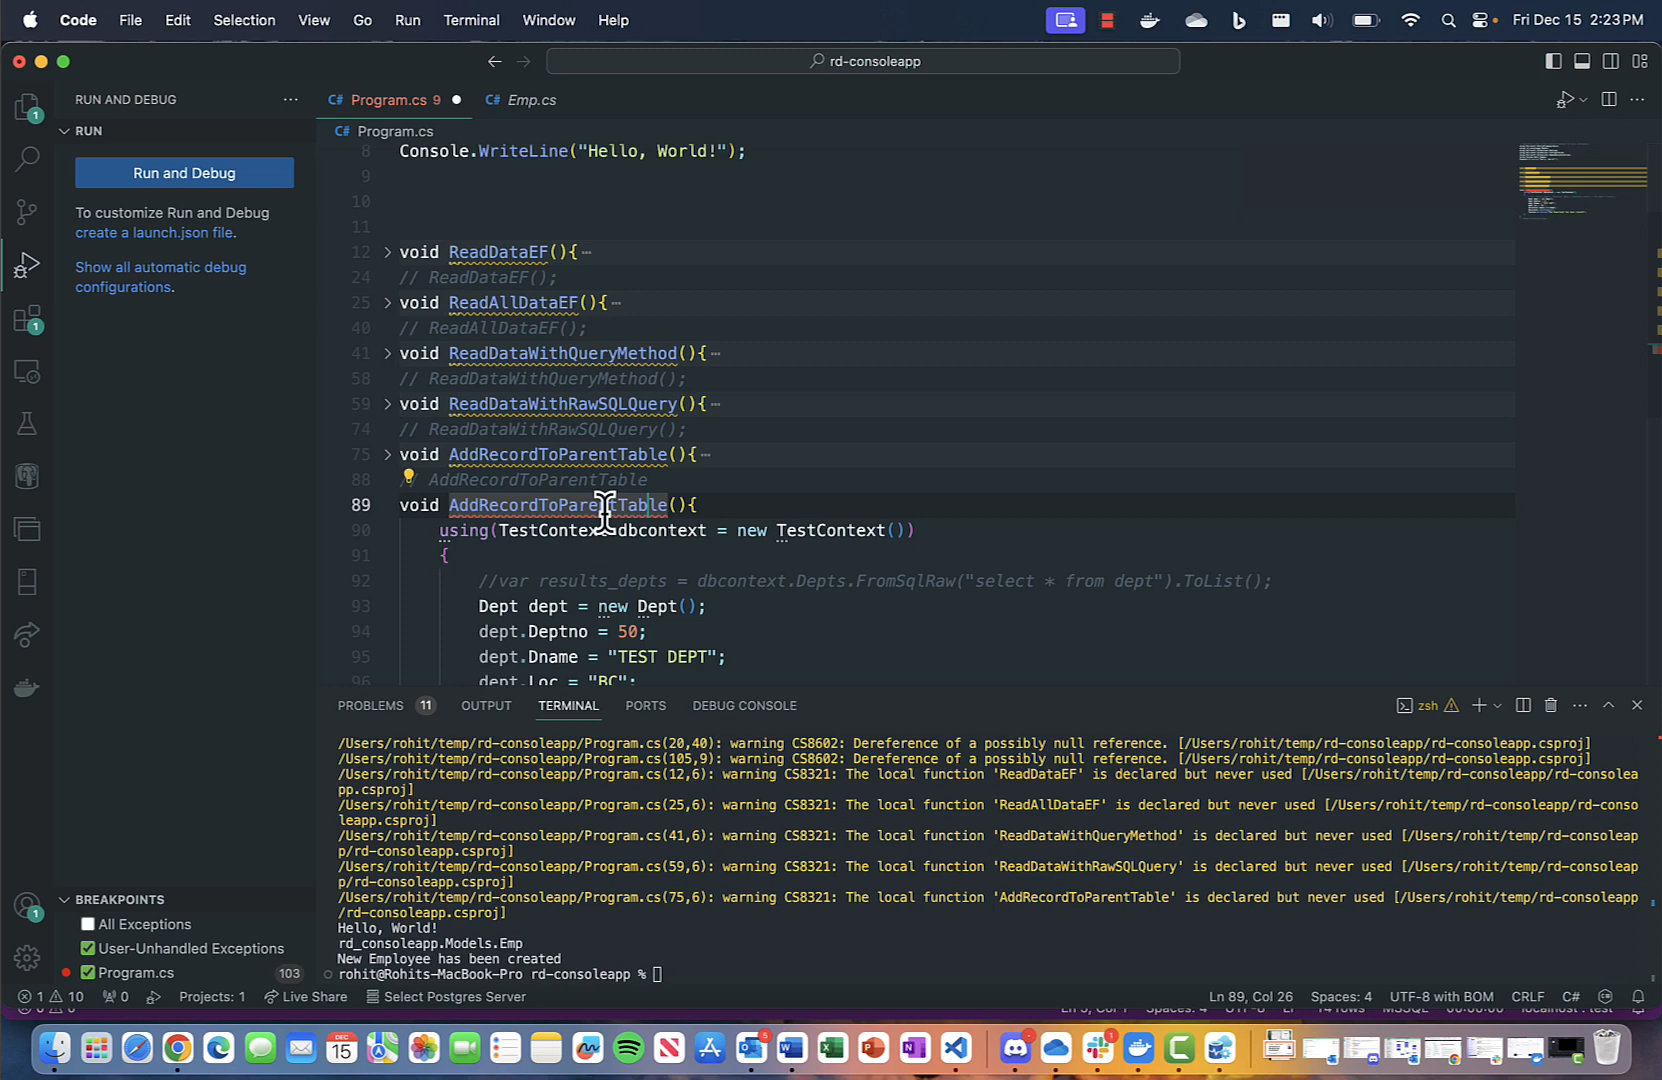 Code File Edit Selection View Go Run Terminal Window Help Fri Dec 15 2:23 PM
rd-consoleapp
RUN AND DEBUG ··· C# Program.cs 9 C# Emp.cs
RUN
C# Program.cs
Run and Debug
To customize Run and Debug
create a launch.json file.
Show all automatic debug
configurations.
8 Console.WriteLine("Hello, World!");
9
10
11
12 void ReadDataEF(){···
24 // ReadDataEF();
25 void ReadAllDataEF(){···
40 // ReadAllDataEF();
41 void ReadDataWithQueryMethod(){···
58 // ReadDataWithQueryMethod();
59 void ReadDataWithRawSQLQuery(){···
74 // ReadDataWithRawSQLQuery();
75 void AddRecordToParentTable(){···
88 // AddRecordToParentTable
89 void AddRecordToParentTable(){
90 using(TestContext dbcontext = new TestContext())
91 {
92 //var results_depts = dbcontext.Depts.FromSqlRaw("select * from dept").ToList();
93 Dept dept = new Dept();
94 dept.Deptno = 50;
95 dept.Dname = "TEST DEPT";
96 dept.Loc = "BC";
PROBLEMS 11 OUTPUT TERMINAL PORTS DEBUG CONSOLE zsh
/Users/rohit/temp/rd-consoleapp/Program.cs(20,40): warning CS8602: Dereference of a possibly null reference. [/Users/rohit/temp/rd-consoleapp/rd-consoleapp.csproj]
/Users/rohit/temp/rd-consoleapp/Program.cs(105,9): warning CS8602: Dereference of a possibly null reference. [/Users/rohit/temp/rd-consoleapp/rd-consoleapp.csproj]
/Users/rohit/temp/rd-consoleapp/Program.cs(12,6): warning CS8321: The local function 'ReadDataEF' is declared but never used [/Users/rohit/temp/rd-consoleapp/rd-consolea
pp.csproj]
/Users/rohit/temp/rd-consoleapp/Program.cs(25,6): warning CS8321: The local function 'ReadAllDataEF' is declared but never used [/Users/rohit/temp/rd-consoleapp/rd-conso
leapp.csproj]
/Users/rohit/temp/rd-consoleapp/Program.cs(41,6): warning CS8321: The local function 'ReadDataWithQueryMethod' is declared but never used [/Users/rohit/temp/rd-consoleap
p/rd-consoleapp.csproj]
/Users/rohit/temp/rd-consoleapp/Program.cs(59,6): warning CS8321: The local function 'ReadDataWithRawSQLQuery' is declared but never used [/Users/rohit/temp/rd-consoleap
p/rd-consoleapp.csproj]
/Users/rohit/temp/rd-consoleapp/Program.cs(75,6): warning CS8321: The local function 'AddRecordToParentTable' is declared but never used [/Users/rohit/temp/rd-consoleapp
/rd-consoleapp.csproj]
Hello, World!
rd_consoleapp.Models.Emp
New Employee has been created
rohit@Rohits-MacBook-Pro rd-consoleapp %
BREAKPOINTS
All Exceptions
User-Unhandled Exceptions
Program.cs 103
1 10 0 Projects: 1 Live Share Select Postgres Server Ln 89, Col 26 Spaces: 4 UTF-8 with BOM CRLF C#
DEC
15